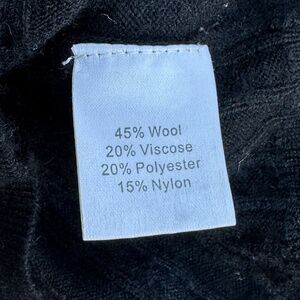 45% Wool
20% Viscose
20% Polyester
15% Nylon